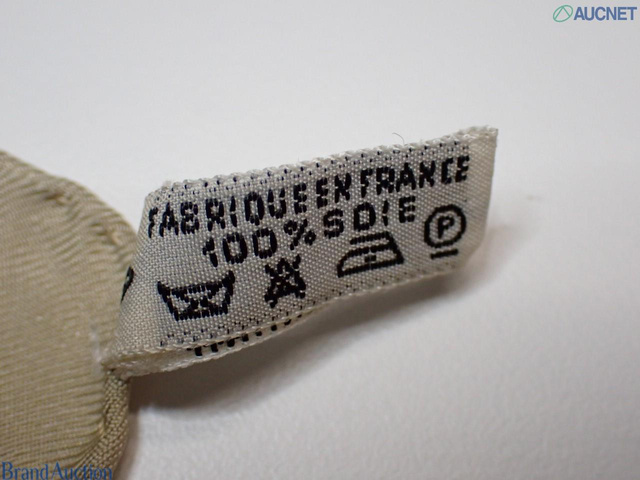 AUCNET
FABRIQUE EN FRANCE
100% SOIE
P
Brand Auction